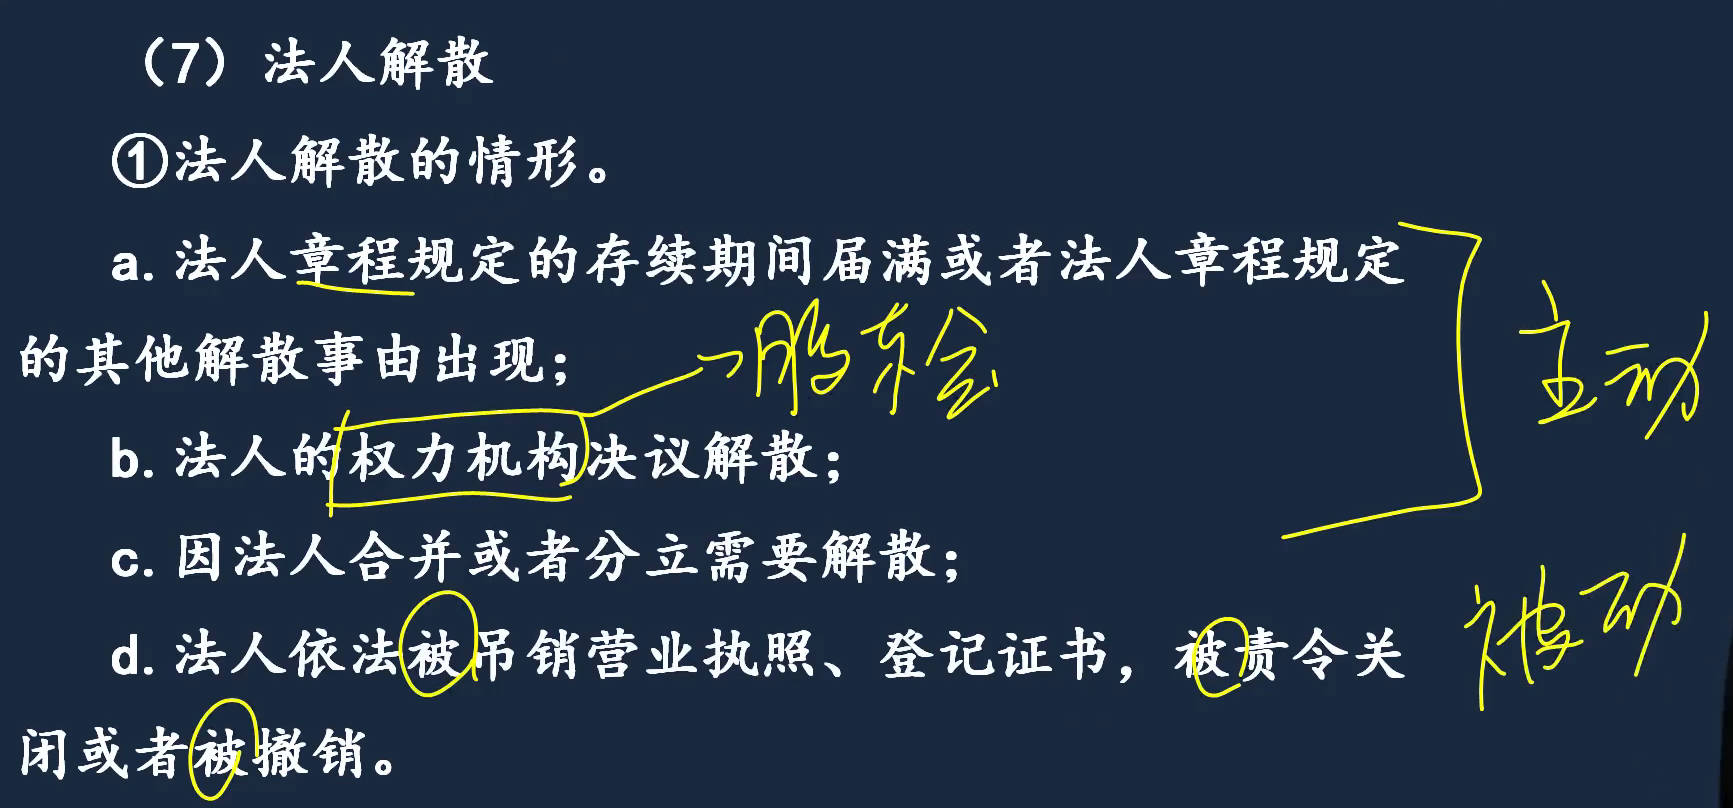 （7）法人解散
①法人解散的情形。
a. 法人章程规定的存续期间届满或者法人章程规定
的其他解散事由出现；
股东会
主动
b. 法人的权力机构决议解散；
c. 因法人合并或者分立需要解散；
d. 法人依法被吊销营业执照、登记证书，被责令关
被动
闭或者被撤销。